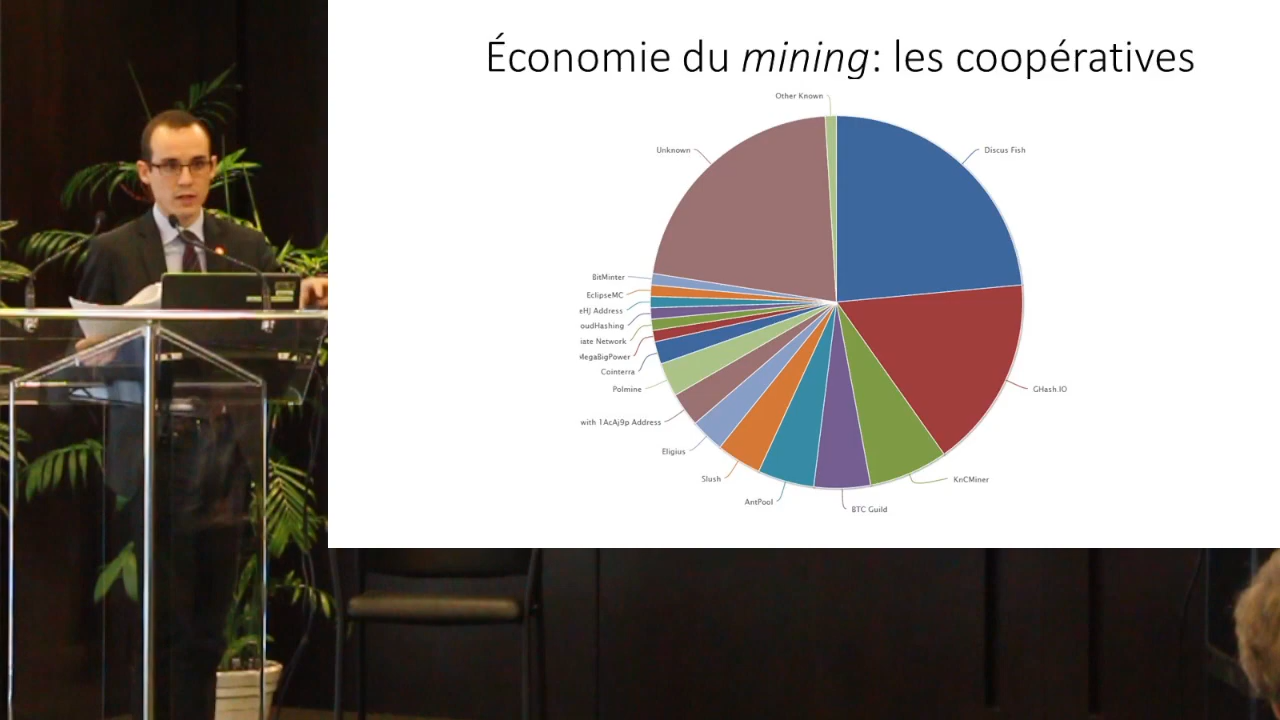 Économie du mining: les coopératives
Other Known
Unknown
Discus Fish
BitMinter
EclipseMC
eHJ Address
oudHashing
iate Network
MegaBigPower
Cointerra
Polmine
GHash.IO
with 1AcAj9p Address
Eligius
Slush
KnCMiner
AntPool
BTC Guild